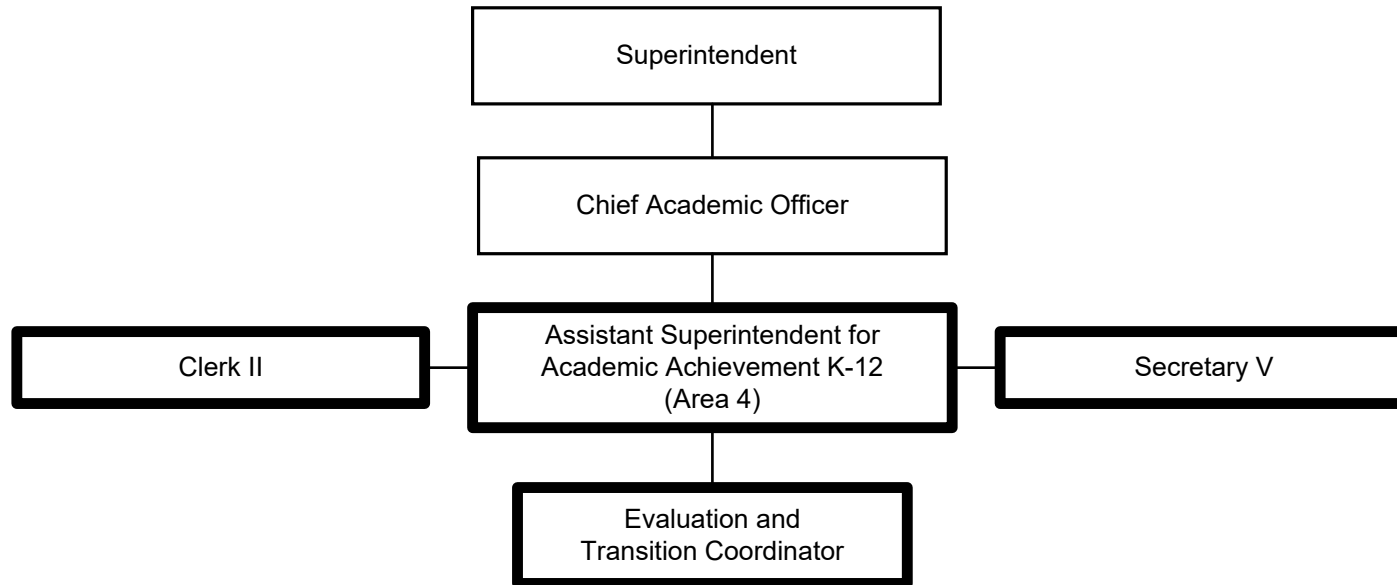 Superintendent
Chief Academic Officer
Assistant Superintendent for
Academic Achievement K-12
(Area 4)
Clerk II
Secretary V
Evaluation and
Transition Coordinator